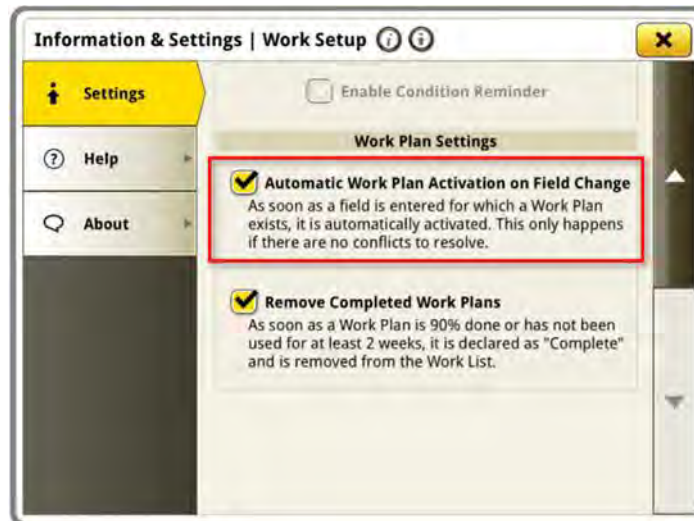 Information & Settings | Work Setup
Settings
Help
About
Enable Condition Reminder
Work Plan Settings
Automatic Work Plan Activation on Field Change
As soon as a field is entered for which a Work Plan
exists, it is automatically activated. This only happens
if there are no conflicts to resolve.
Remove Completed Work Plans
As soon as a Work Plan is 90% done or has not been
used for at least 2 weeks, it is declared as "Complete"
and is removed from the Work List.